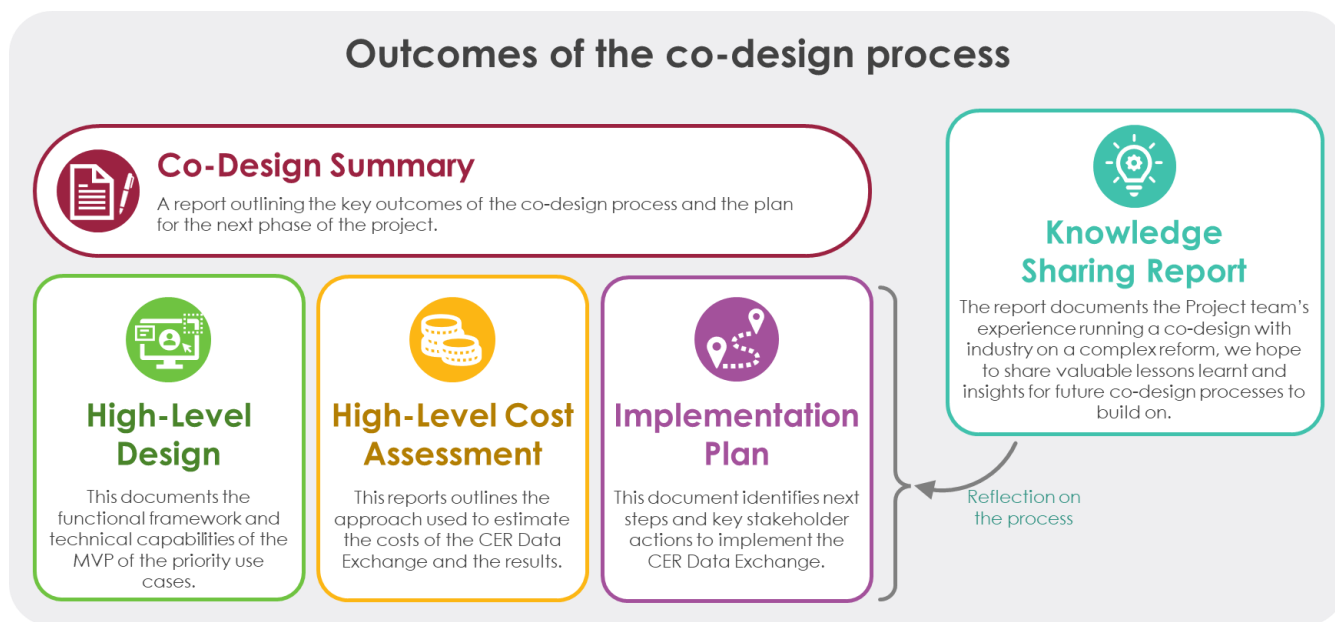 Outcomes of the co-design process
Co-Design Summary
A report outlining the key outcomes of the co-design process and the plan
for the next phase of the project.
High-Level
Design
This documents the
functional framework and
technical capabilities of the
MVP of the priority use
cases.
High-Level Cost
Assessment
This reports outlines the
approach used to estimate
the costs of the CER Data
Exchange and the results.
Implementation
Plan
This document identifies next
steps and key stakeholder
actions to implement the
CER Data Exchange.
Knowledge
Sharing Report
The report documents the Project team's
experience running a co-design with
industry on a complex reform, we hope
to share valuable lessons learnt and
insights for future co-design processes to
build on.
Reflection on
the process